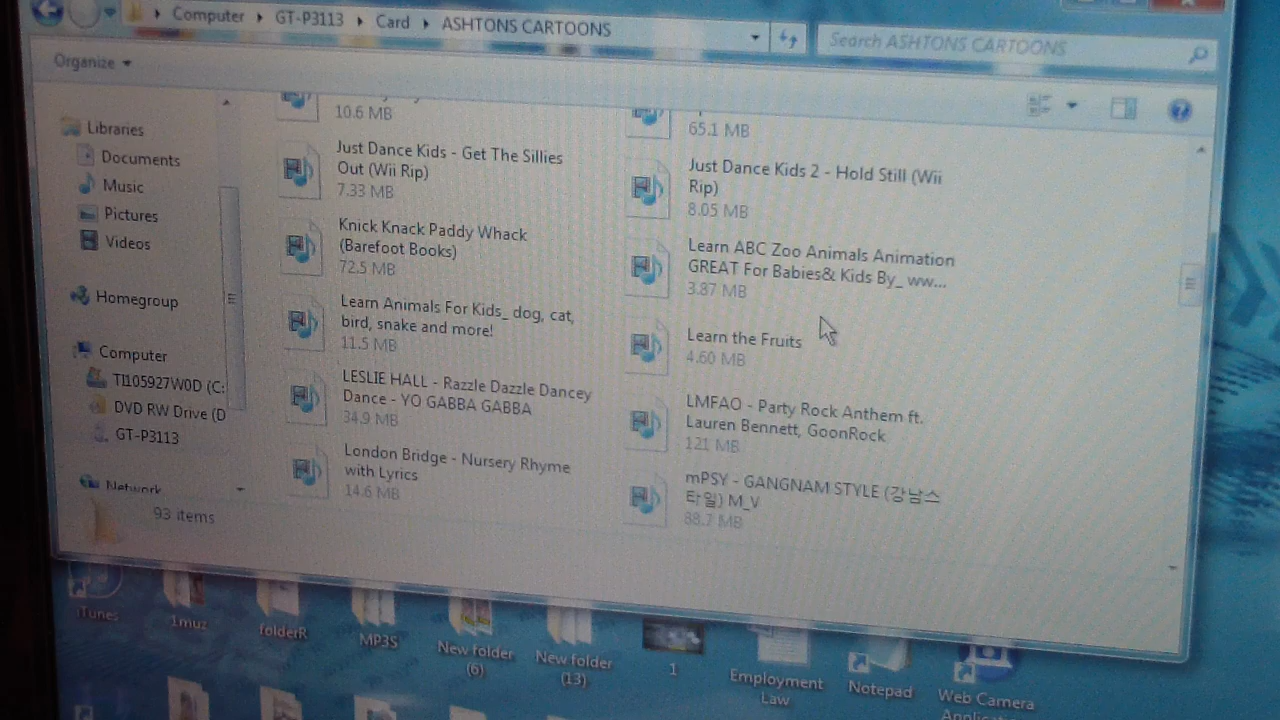 Computer GT-P3113 Card ASHTONS CARTOONS
Search ASHTONS CARTOONS
Organize
Libraries
Documents
Music
Pictures
Videos
Homegroup
Computer
TI105927W0D (C:
DVD RW Drive (D
GT-P3113
Network
10.6 MB
65.1 MB
Just Dance Kids - Get The Sillies
Out (Wii Rip)
7.33 MB
Just Dance Kids 2 - Hold Still (Wii
Rip)
8.05 MB
Knick Knack Paddy Whack
(Barefoot Books)
72.5 MB
Learn ABC Zoo Animals Animation
GREAT For Babies& Kids By_ ww...
3.87 MB
Learn Animals For Kids_ dog, cat,
bird, snake and more!
11.5 MB
Learn the Fruits
4.60 MB
LESLIE HALL - Razzle Dazzle Dancey
Dance - YO GABBA GABBA
34.9 MB
LMFAO - Party Rock Anthem ft.
Lauren Bennett, GoonRock
121 MB
London Bridge - Nursery Rhyme
with Lyrics
14.6 MB
mPSY - GANGNAM STYLE (강남스
타일) M_V
88.7 MB
93 items
iTunes
1muz
folderR
MP3S
New folder
(6)
New folder
(13)
1
Employment
Law
Notepad
Web Camera